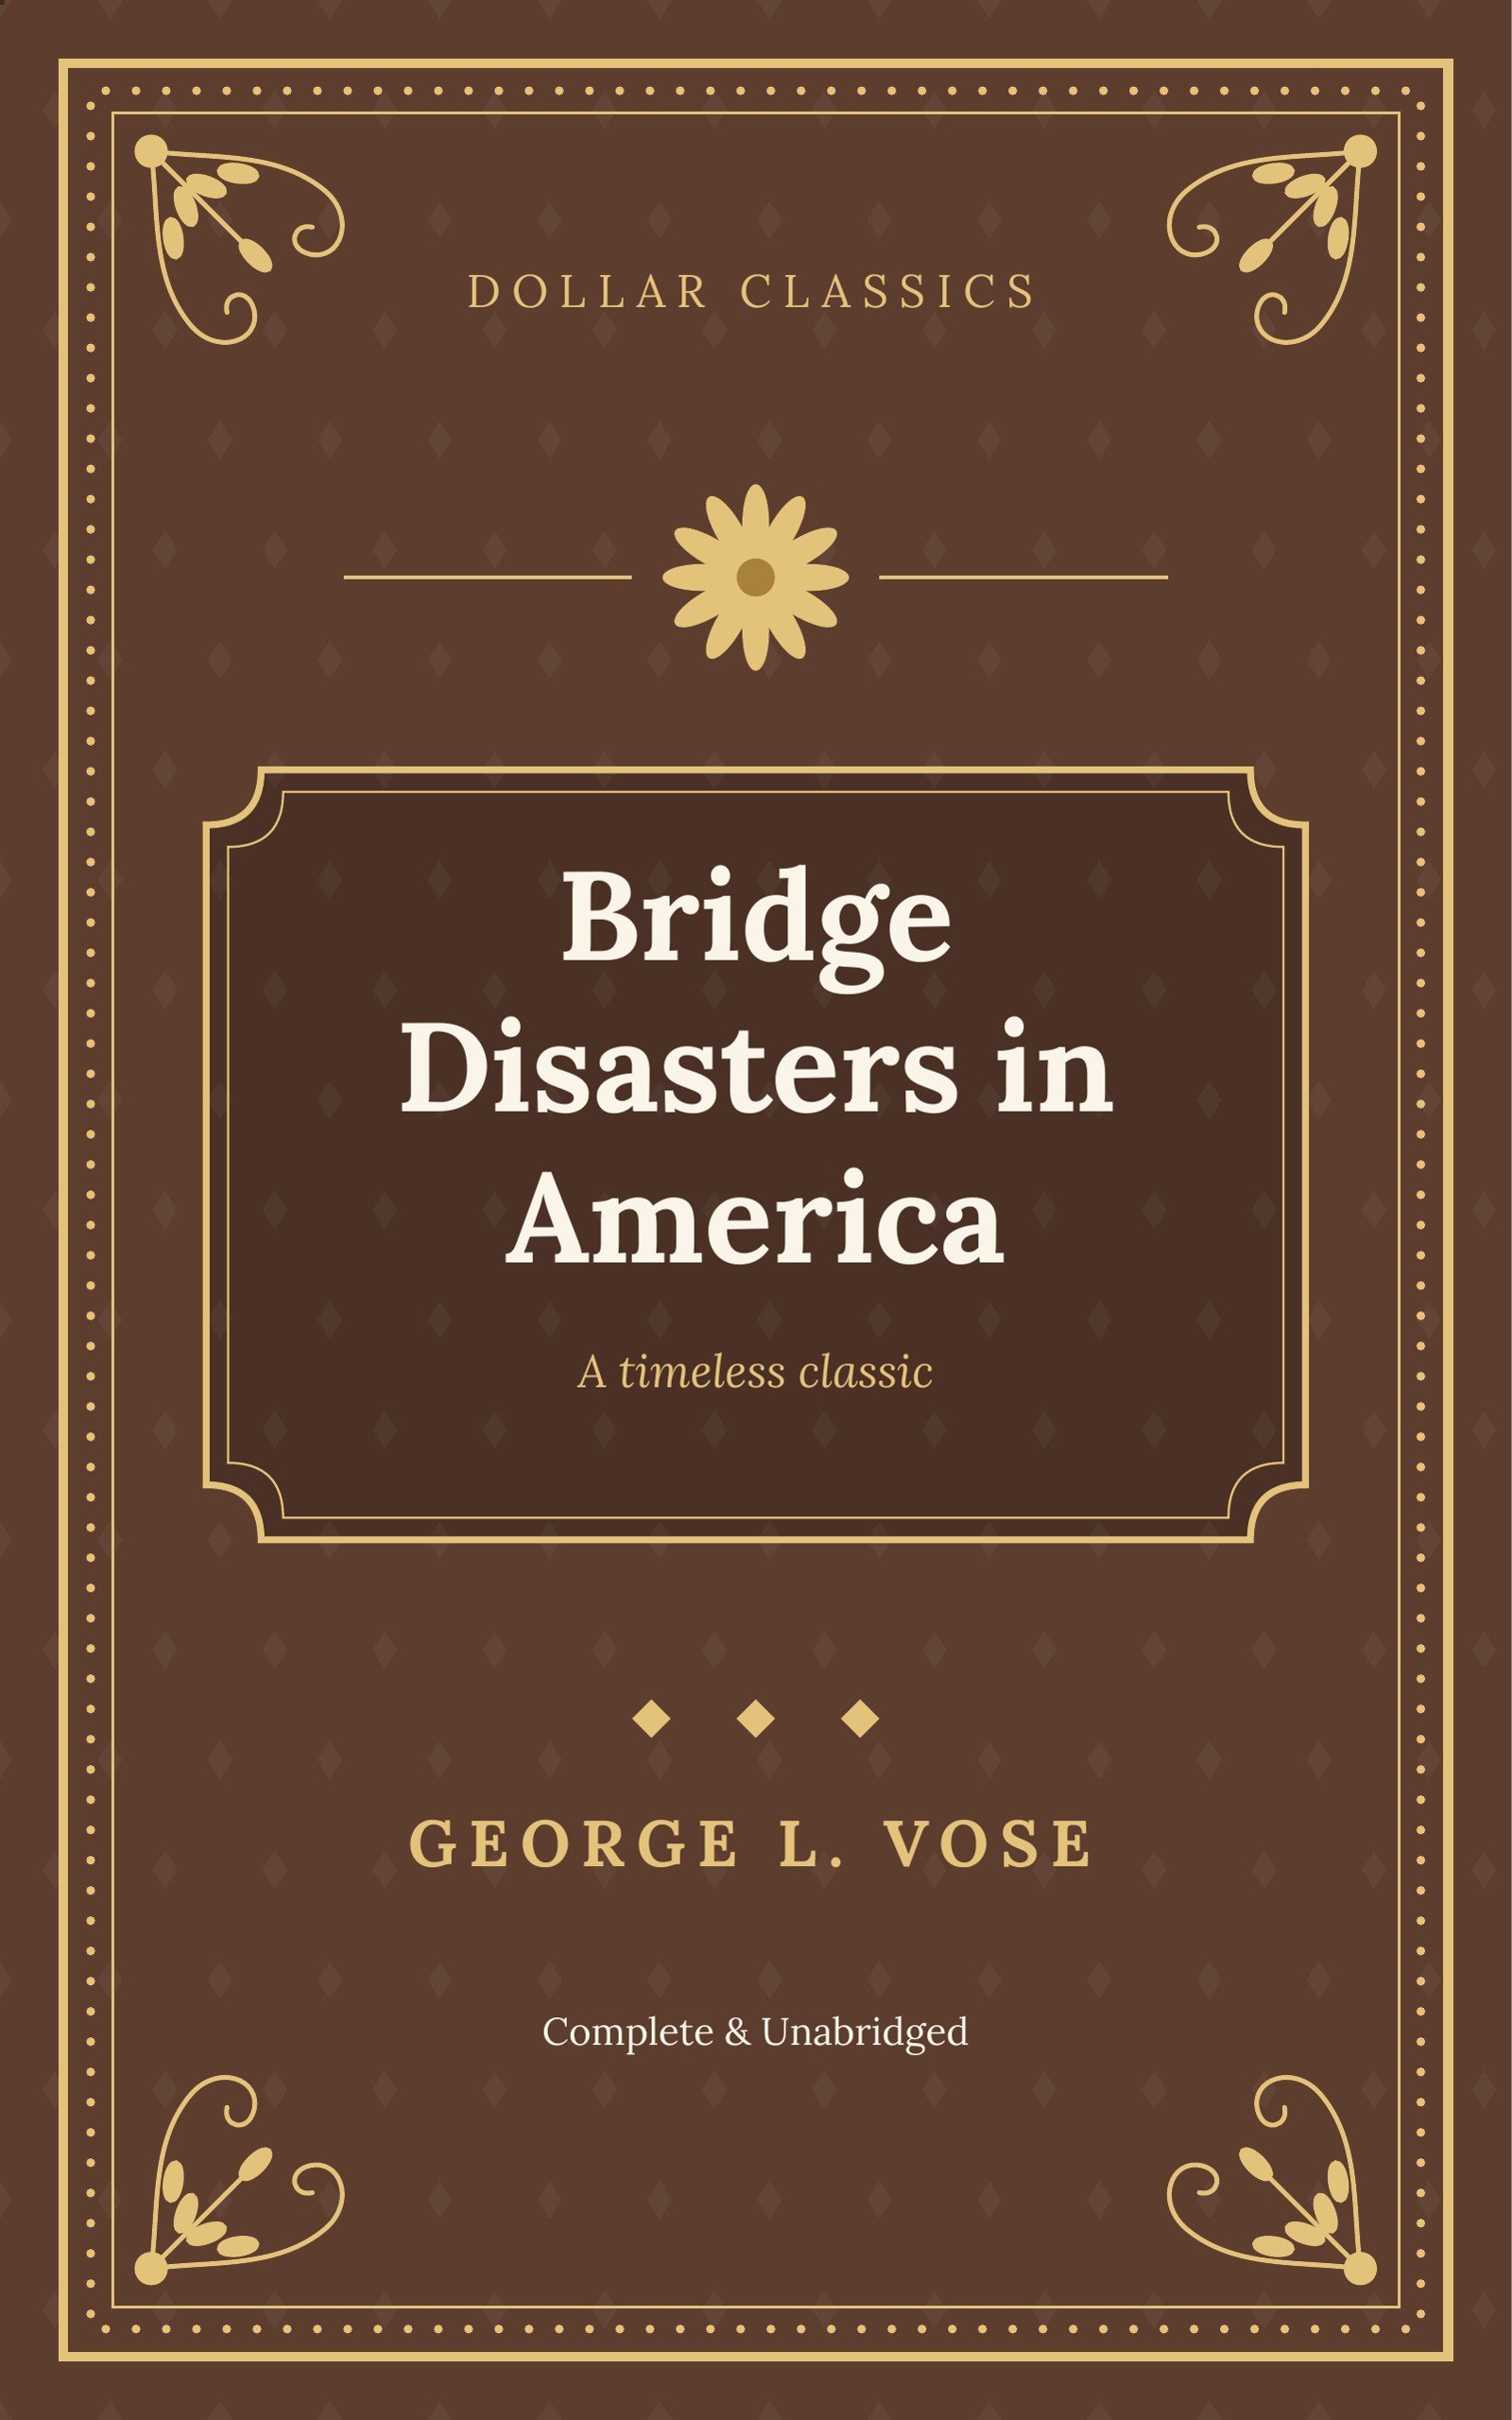 DOLLAR CLASSICS
Bridge
Disasters in
America
A timeless classic
GEORGE L. VOSE
Complete & Unabridged